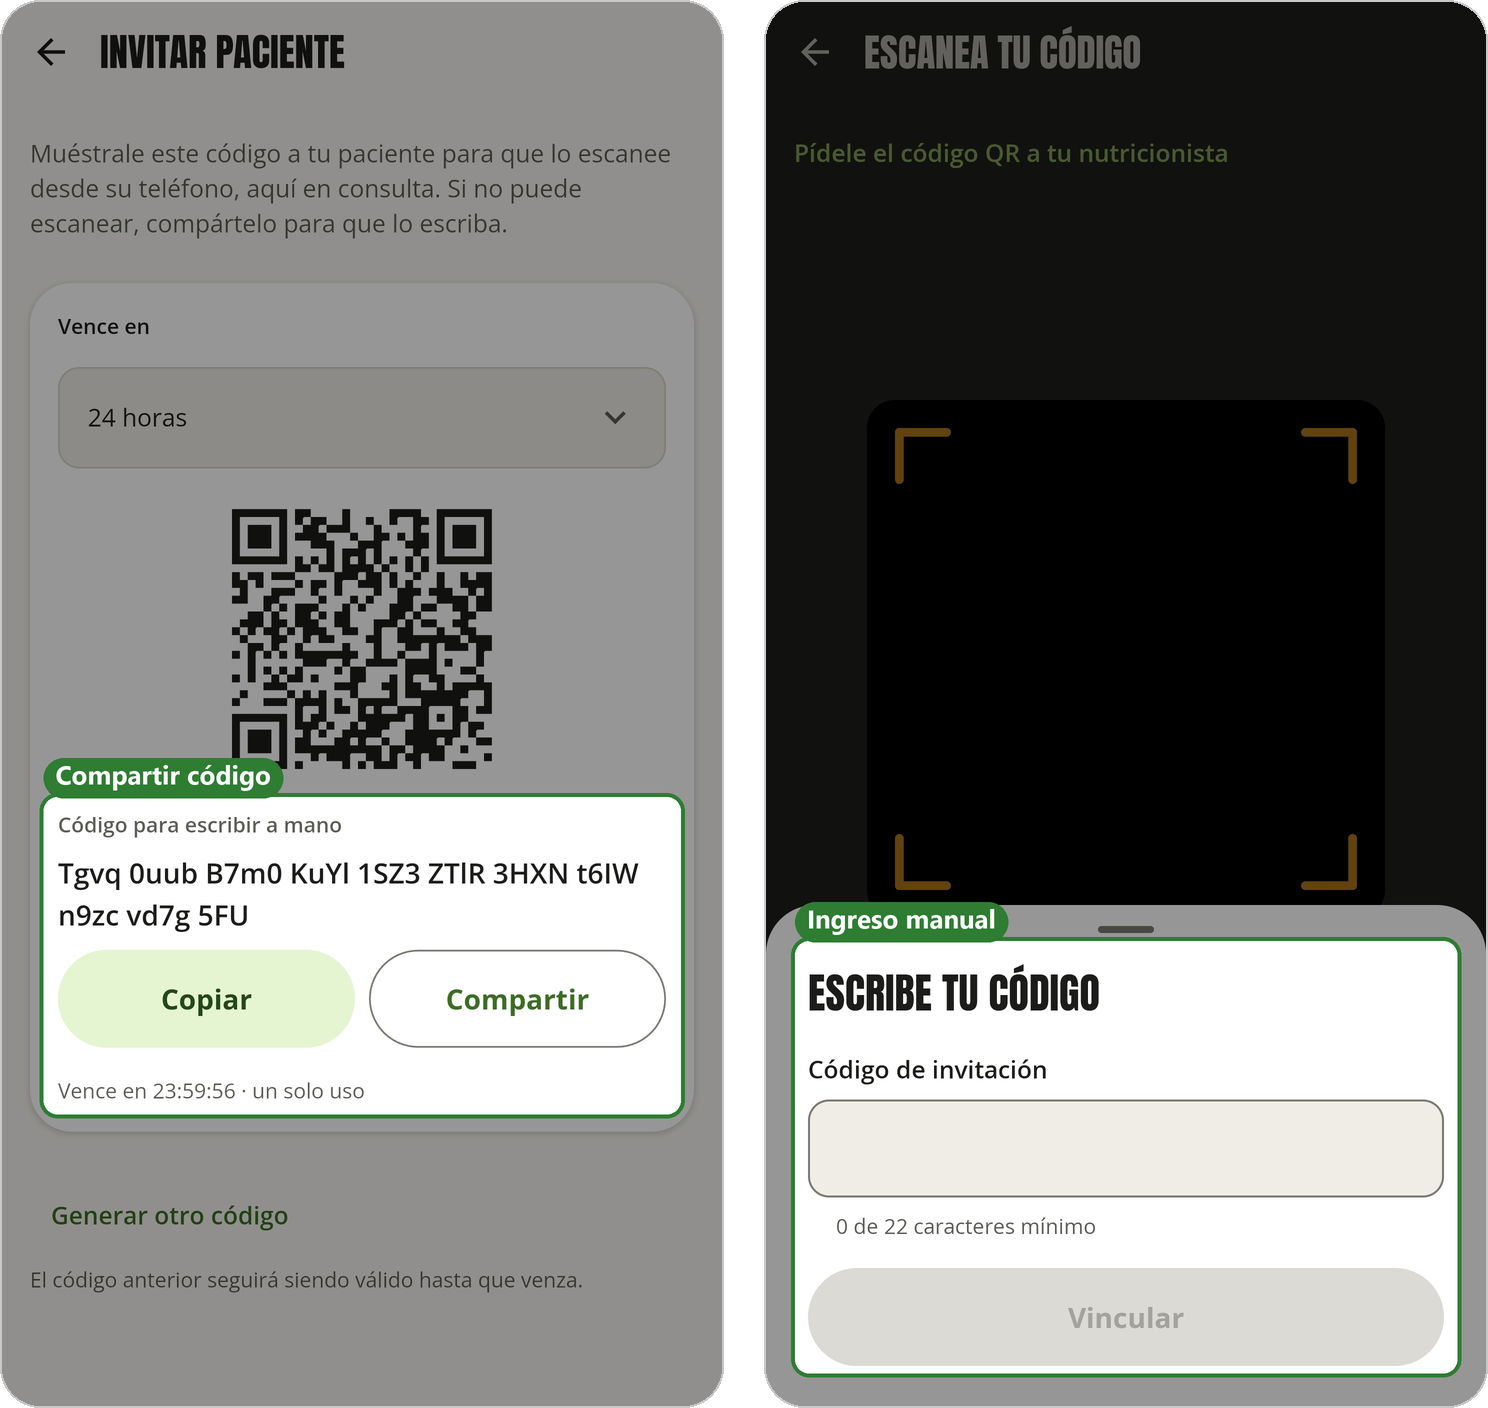 INVITAR PACIENTE
Muéstrale este código a tu paciente para que lo escanee
desde su teléfono, aquí en consulta. Si no puede
escanear, compártelo para que lo escriba.
Vence en
24 horas
Compartir código
Código para escribir a mano
Tgvq 0uub B7m0 KuYl 1SZ3 ZTlR 3HXN t6IW
n9zc vd7g 5FU
Copiar
Compartir
Vence en 23:59:56 · un solo uso
Generar otro código
El código anterior seguirá siendo válido hasta que venza.
ESCANEA TU CÓDIGO
Pídele el código QR a tu nutricionista
Ingreso manual
ESCRIBE TU CÓDIGO
Código de invitación
0 de 22 caracteres mínimo
Vincular